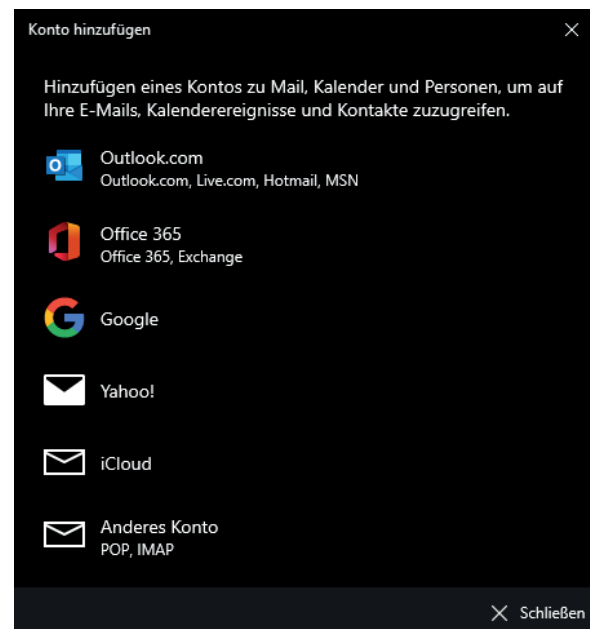 Konto hinzufügen
Hinzufügen eines Kontos zu Mail, Kalender und Personen, um auf
Ihre E-Mails, Kalenderereignisse und Kontakte zuzugreifen.
Outlook.com
Outlook.com, Live.com, Hotmail, MSN
Office 365
Office 365, Exchange
Google
Yahoo!
iCloud
Anderes Konto
POP, IMAP
Schließen